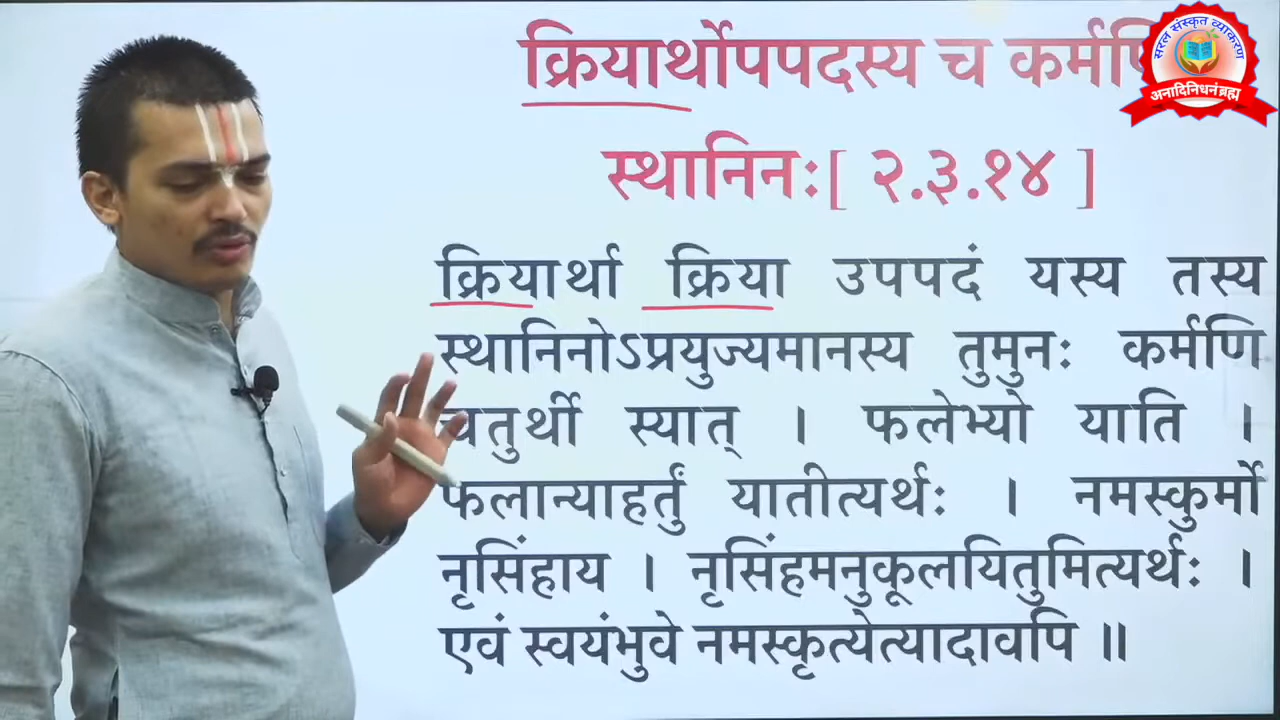 क्रियार्थोपपदस्य च कर्मणि
स्थानिनः[ २.३.१४ ]
क्रियार्था क्रिया उपपदं यस्य तस्य
स्थानिनोऽप्रयुज्यमानस्य तुमुनः कर्मणि
चतुर्थी स्यात् । फलेभ्यो याति ।
फलान्याहर्तुं यातीत्यर्थः । नमस्कुर्मो
नृसिंहाय । नृसिंहमनुकूलयितुमित्यर्थः ।
एवं स्वयंभुवे नमस्कृत्येत्यादावपि ॥
सरल संस्कृत व्याकरण
अनादिनिधनंब्रह्म